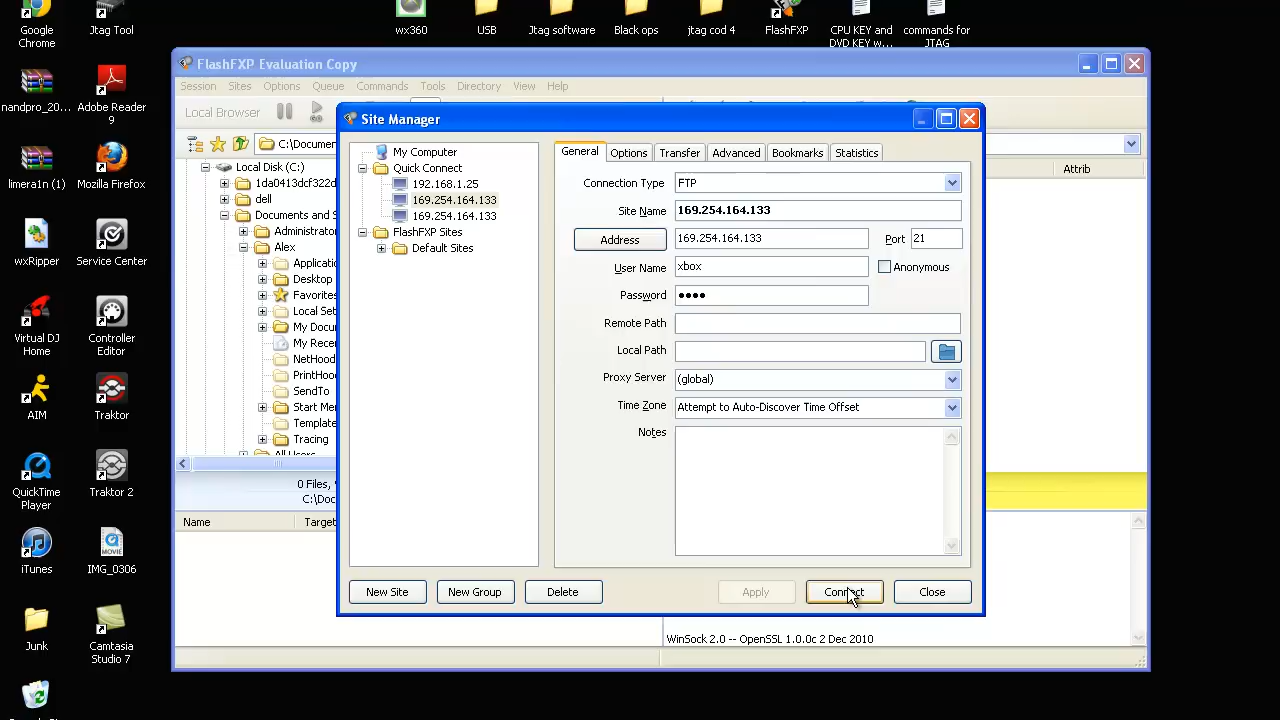 Google
Chrome
Jtag Tool
wx360
USB
Jtag software
Black ops
jtag cod 4
FlashFXP
CPU KEY and
DVD KEY w...
commands for
JTAG
nandpro_20...
Adobe Reader
9
limera1n (1)
Mozilla Firefox
wxRipper
Service Center
Virtual DJ
Home
Controller
Editor
AIM
Traktor
QuickTime
Player
Traktor 2
iTunes
IMG_0306
MOVIE
Junk
Camtasia
Studio 7
FlashFXP Evaluation Copy
Session Sites Options Queue Commands Tools Directory View Help
Local Browser
C:\Documen
Attrib
Local Disk (C:)
1da0413dcf322d
dell
Documents and S
Administrator
Alex
Applicatio
Desktop
Favorites
Local Set
My Docu
My Recen
NetHood
PrintHood
SendTo
Start Men
Template
Tracing
All Users
0 Files,
C:\Doc
Name Target
WinSock 2.0 -- OpenSSL 1.0.0c 2 Dec 2010
Site Manager
My Computer
Quick Connect
192.168.1.25
169.254.164.133
169.254.164.133
FlashFXP Sites
Default Sites
General Options Transfer Advanced Bookmarks Statistics
Connection Type FTP
Site Name 169.254.164.133
Address 169.254.164.133 Port 21
User Name xbox Anonymous
Password ●●●●
Remote Path
Local Path
Proxy Server (global)
Time Zone Attempt to Auto-Discover Time Offset
Notes
New Site New Group Delete Apply Connect Close